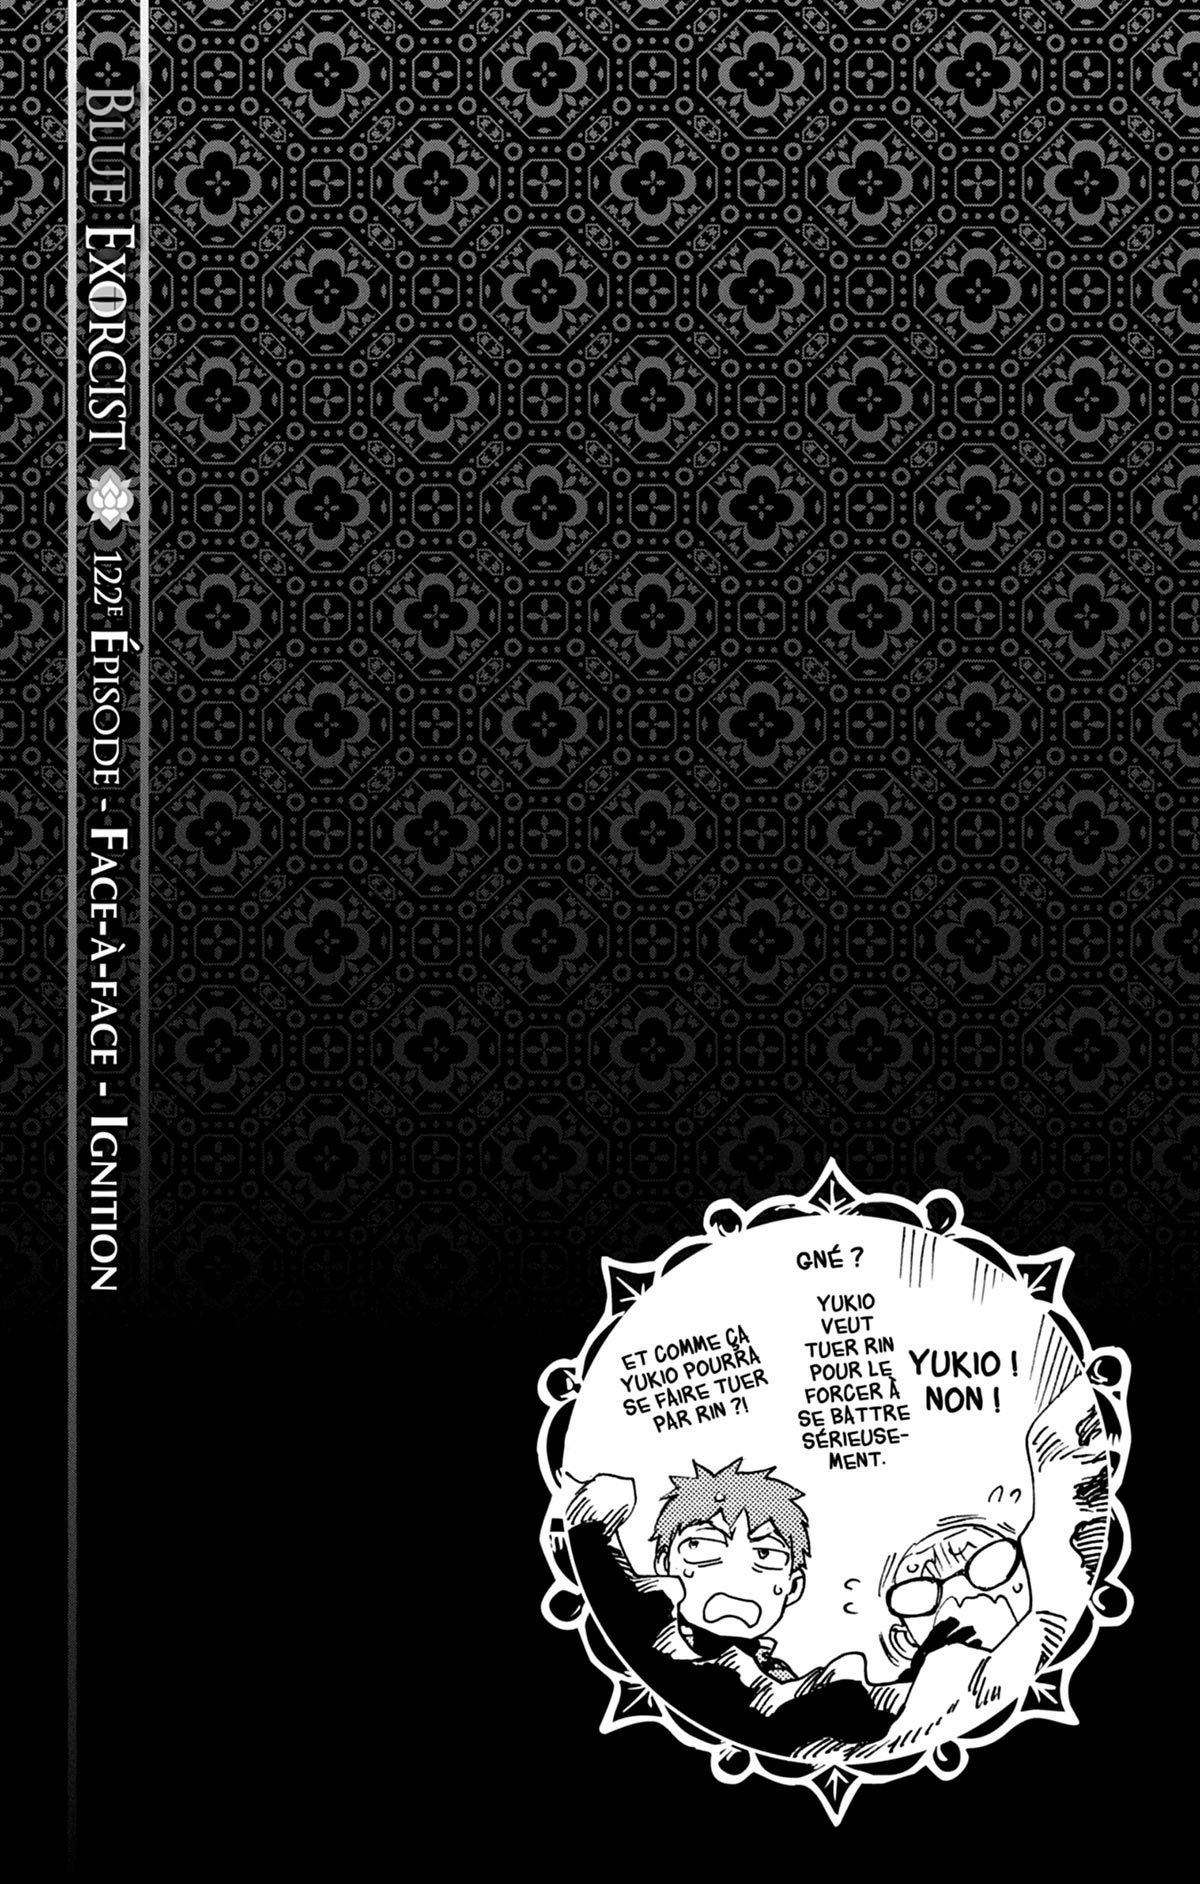 BLUE EXORCIST 122E ÉPISODE - FACE-À-FACE - IGNITION
GNÉ ?
YUKIO !
NON !
YUKIO
VEUT
TUER RIN
POUR LE
FORCER À
SE BATTRE
SÉRIEUSE-
MENT.
ET COMME ÇA
YUKIO POURRA
SE FAIRE TUER
PAR RIN ?!